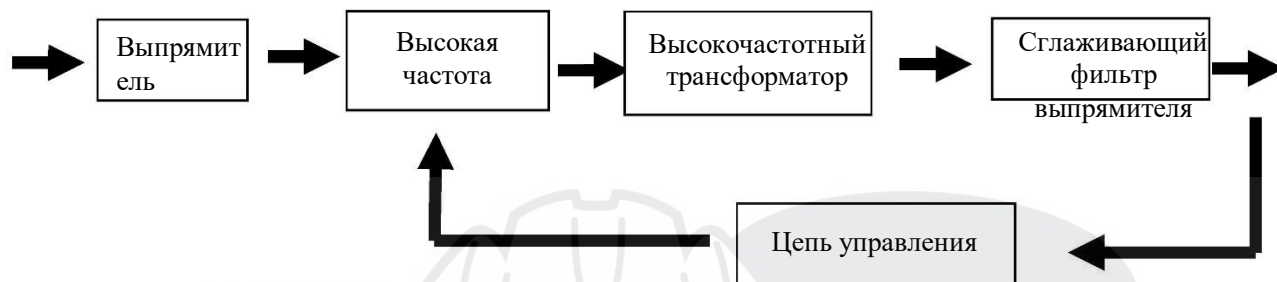 Выпрямит
ель
Высокая
частота
Высокочастотный
трансформатор
Сглаживающий
фильтр
выпрямителя
Цепь управления